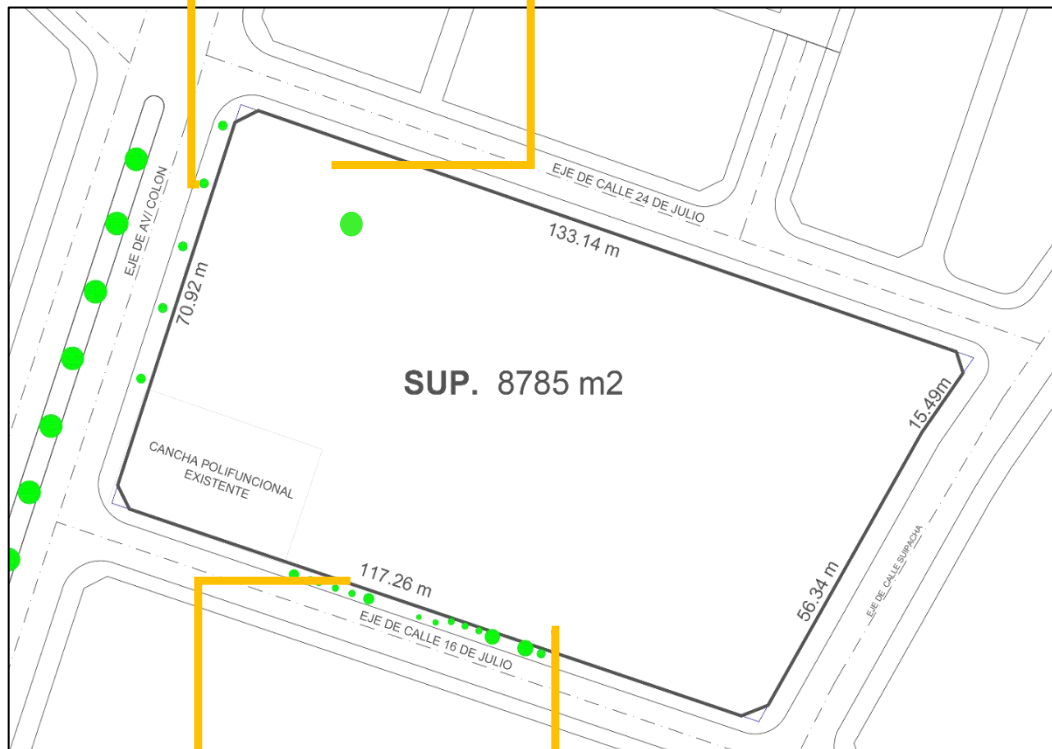 EJE DE CALLE 24 DE JULIO
EJE DE AV/ COLON
133.14 m
70.92 m
SUP. 8785 m2
15.49m
CANCHA POLIFUNCIONAL
EXISTENTE
EJE DE CALLE SUIPACHA
117.26 m
56.34 m
EJE DE CALLE 16 DE JULIO